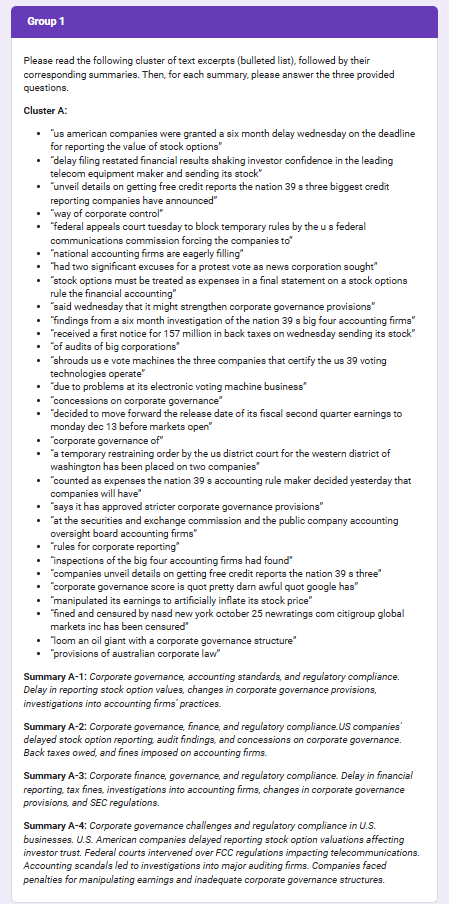 Group 1
Please read the following cluster of text excerpts (bulleted list), followed by their
corresponding summaries. Then, for each summary, please answer the three provided
questions.
Cluster A:
• "us american companies were granted a six month delay wednesday on the deadline
for reporting the value of stock options"
• "delay filing restated financial results shaking investor confidence in the leading
telecom equipment maker and sending its stock"
• "unveil details on getting free credit reports the nation 39 s three biggest credit
reporting companies have announced"
• "way of corporate control"
• "federal appeals court tuesday to block temporary rules by the u s federal
communications commission forcing the companies to"
• "national accounting firms are eagerly filling"
• "had two significant excuses for a protest vote as news corporation sought"
• "stock options must be treated as expenses in a final statement on a stock options
rule the financial accounting"
• "said wednesday that it might strengthen corporate governance provisions"
• "findings from a six month investigation of the nation 39 s big four accounting firms"
• "received a first notice for 157 million in back taxes on wednesday sending its stock"
• "of audits of big corporations"
• "shrouds us e vote machines the three companies that certify the us 39 voting
technologies operate"
• "due to problems at its electronic voting machine business"
• "concessions on corporate governance"
• "decided to move forward the release date of its fiscal second quarter earnings to
monday dec 13 before markets open"
• "corporate governance of"
• "a temporary restraining order by the us district court for the western district of
washington has been placed on two companies"
• "counted as expenses the nation 39 s accounting rule maker decided yesterday that
companies will have"
• "says it has approved stricter corporate governance provisions"
• "at the securities and exchange commission and the public company accounting
oversight board accounting firms"
• "rules for corporate reporting"
• "inspections of the big four accounting firms had found"
• "companies unveil details on getting free credit reports the nation 39 s three"
• "corporate governance score is quot pretty darn awful quot google has"
• "manipulated its earnings to artificially inflate its stock price"
• "fined and censured by nasd new york october 25 newratings com citigroup global
markets inc has been censured"
• "loom an oil giant with a corporate governance structure"
• "provisions of australian corporate law"
Summary A-1: Corporate governance, accounting standards, and regulatory compliance.
Delay in reporting stock option values, changes in corporate governance provisions,
investigations into accounting firms' practices.
Summary A-2: Corporate governance, finance, and regulatory compliance.US companies'
delayed stock option reporting, audit findings, and concessions on corporate governance.
Back taxes owed, and fines imposed on accounting firms.
Summary A-3: Corporate finance, governance, and regulatory compliance. Delay in financial
reporting, tax fines, investigations into accounting firms, changes in corporate governance
provisions, and SEC regulations.
Summary A-4: Corporate governance challenges and regulatory compliance in U.S.
businesses. U.S. American companies delayed reporting stock option valuations affecting
investor trust. Federal courts intervened over FCC regulations impacting telecommunications.
Accounting scandals led to investigations into major auditing firms. Companies faced
penalties for manipulating earnings and inadequate corporate governance structures.